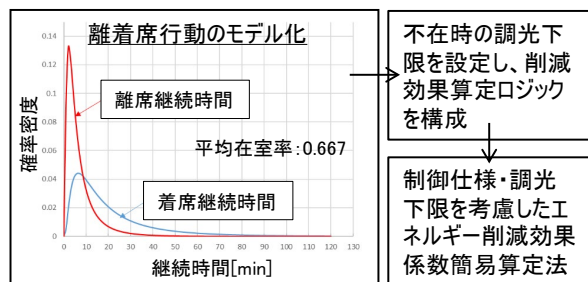 離着席行動のモデル化
0.14
0.12
0.1
0.08
0.06
0.04
0.02
0
確率密度
離席継続時間
平均在室率:0.667
着席継続時間
0 10 20 30 40 50 60 70 80 90 100 110 120 130
継続時間[min]
不在時の調光下
限を設定し、削減
効果算定ロジック
を構成
制御仕様・調光
下限を考慮したエ
ネルギー削減効果
係数簡易算定法